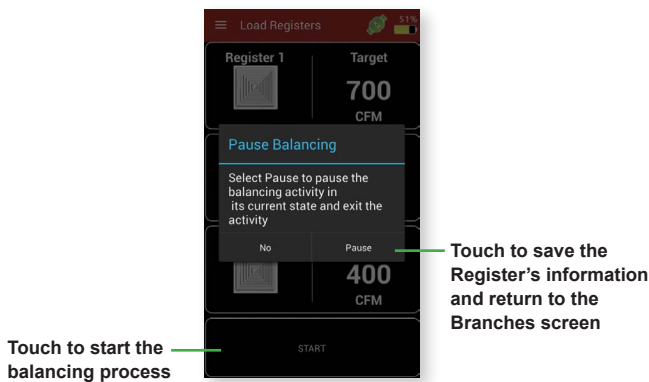 Load Registers
51%
Register 1
Target
700
CFM
Pause Balancing
Select Pause to pause the
balancing activity in
its current state and exit the
activity
No
Pause
400
CFM
START
Touch to save the
Register's information
and return to the
Branches screen
Touch to start the
balancing process